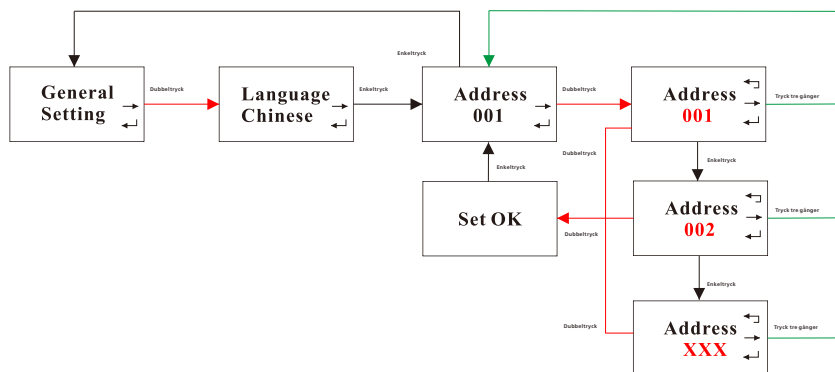 Enkeltryck
General
Setting
Dubbeltryck
Language
Chinese
Enkeltryck
Address
001
Dubbeltryck
Address
001
Tryck tre gånger
Dubbeltryck
Enkeltryck
Enkeltryck
Set OK
Dubbeltryck
Address
002
Tryck tre gånger
Enkeltryck
Dubbeltryck
Address
XXX
Tryck tre gånger